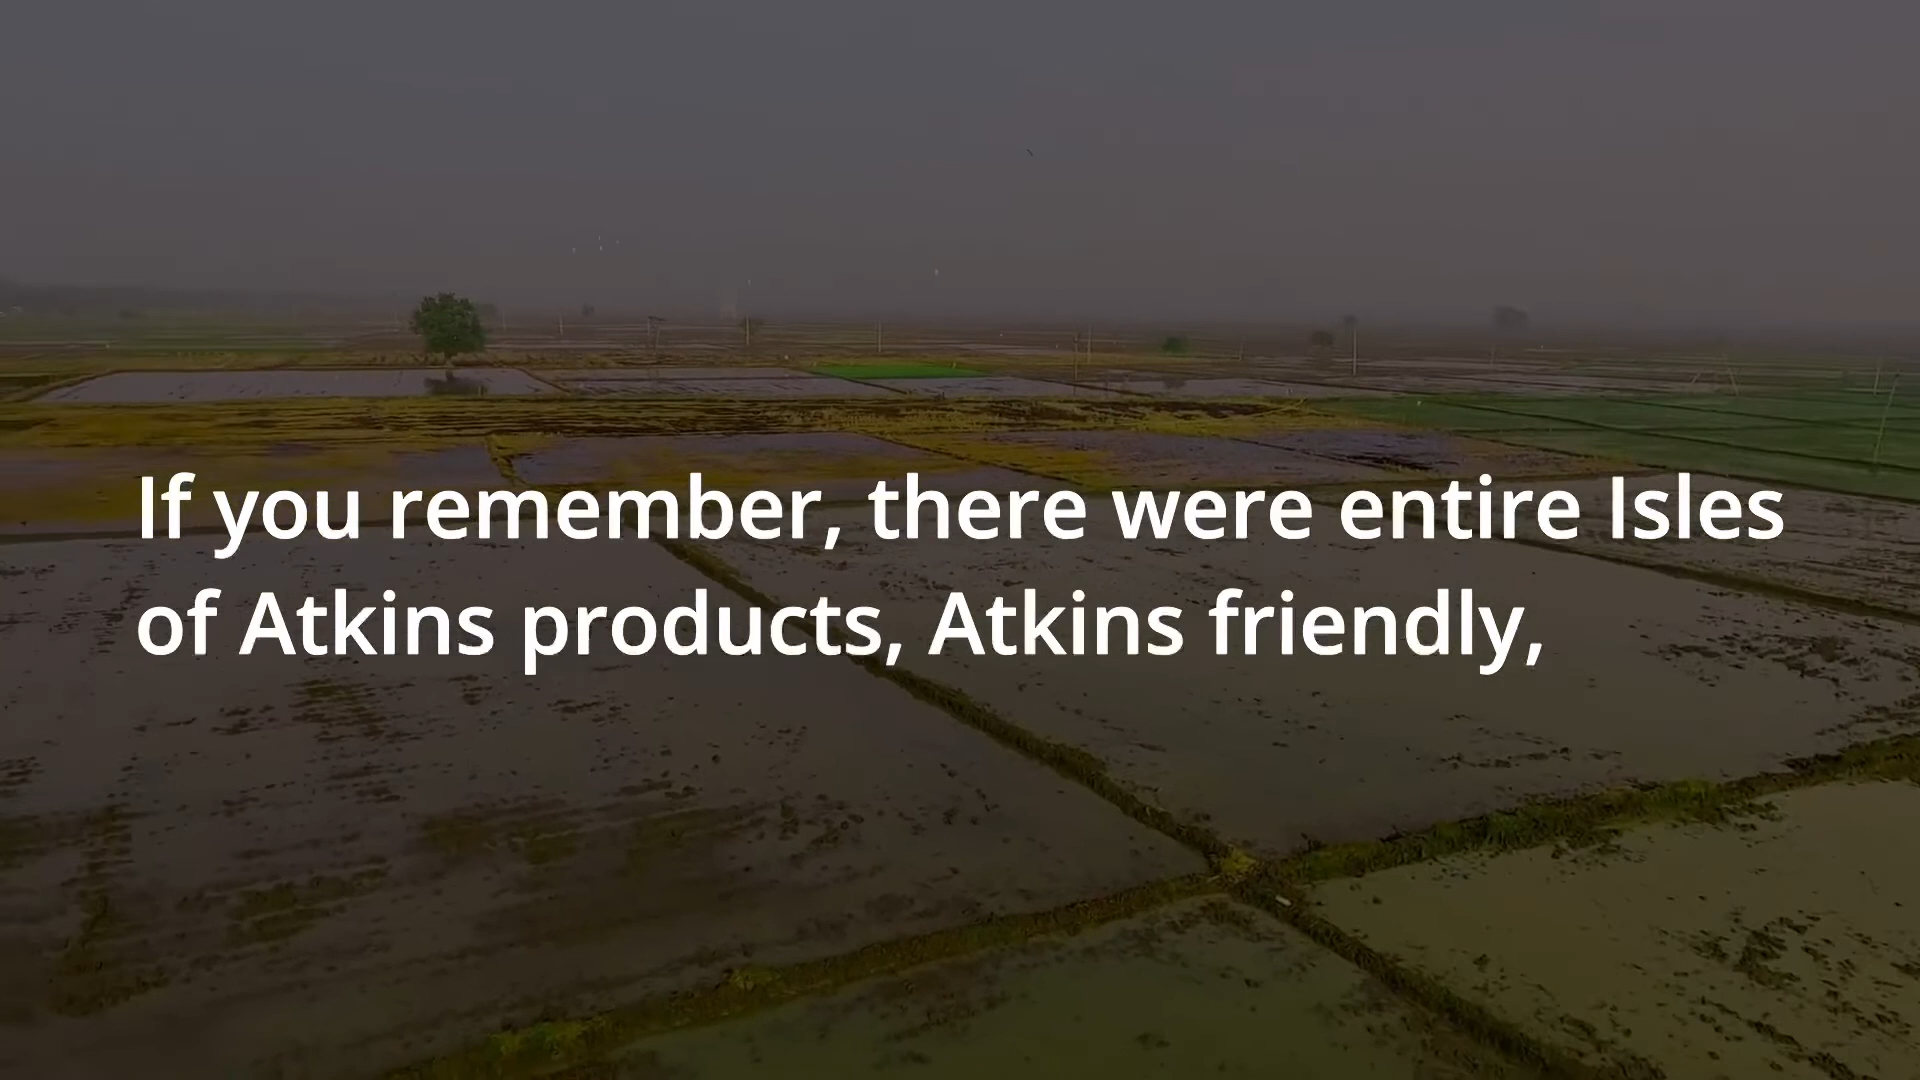 If you remember, there were entire Isles
of Atkins products, Atkins friendly,